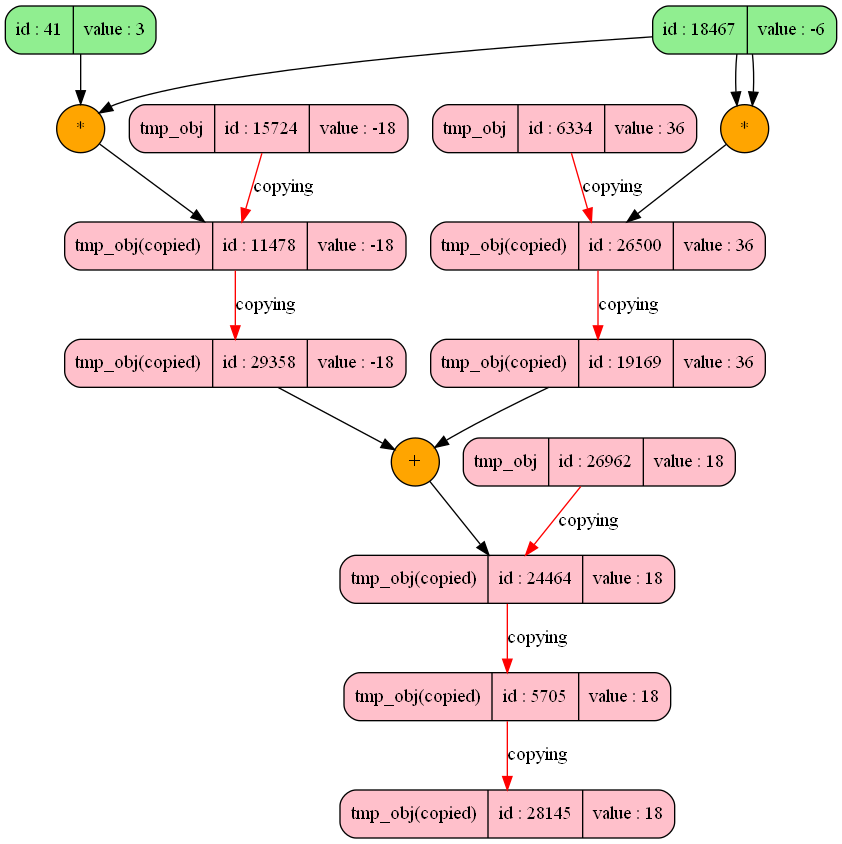 id : 41 value : 3
id : 18467 value : -6
*
tmp_obj id : 15724 value : -18
tmp_obj id : 6334 value : 36
*
copying
copying
tmp_obj(copied) id : 11478 value : -18
tmp_obj(copied) id : 26500 value : 36
copying
copying
tmp_obj(copied) id : 29358 value : -18
tmp_obj(copied) id : 19169 value : 36
+
tmp_obj id : 26962 value : 18
copying
tmp_obj(copied) id : 24464 value : 18
copying
tmp_obj(copied) id : 5705 value : 18
copying
tmp_obj(copied) id : 28145 value : 18